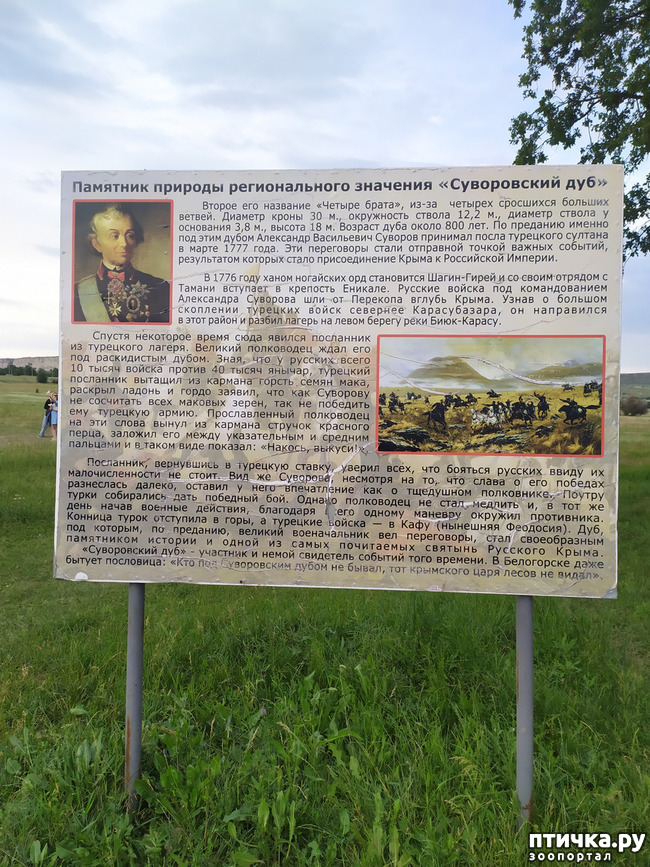 Памятник природы регионального значения «Суворовский дуб»
Второе его название «Четыре брата», из-за четырех сросшихся больших
ветвей. Диаметр кроны 30 м., окружность ствола 12,2 м., диаметр ствола у
основания 3,8 м., высота 18 м. Возраст дуба около 800 лет. По преданию именно
под этим дубом Александр Васильевич Суворов принимал посла турецкого султана
в марте 1777 года. Эти переговоры стали отправной точкой важных событий,
результатом которых стало присоединение Крыма к Российской Империи.
В 1776 году ханом ногайских орд становится Шагин-Гирей и со своим отрядом с
Тамани вступает в крепость Еникале. Русские войска под командованием
Александра Суворова шли от Перекопа вглубь Крыма. Узнав о большом
скоплении турецких войск севернее Карасубазара, он направился
в этот район и разбил лагерь на левом берегу реки Биюк-Карасу.
Спустя некоторое время сюда явился посланник
из турецкого лагеря. Великий полководец ждал его
под раскидистым дубом. Зная, что у русских всего
10 тысяч войска против 40 тысяч янычар, турецкий
посланник вытащил из кармана горсть семян мака,
раскрыл ладонь и гордо заявил, что как Суворову
не сосчитать всех маковых зерен, так не победить
ему турецкую армию. Прославленный полководец
на эти слова вынул из кармана стручок красного
перца, заложил его между указательным и средним
пальцами и в таком виде показал: «Накось, выкуси!»
Посланник, вернувшись в турецкую ставку, уверил всех, что бояться русских ввиду их
малочисленности не стоит. Вид же Суворова, несмотря на то, что слава о его победах
разнеслась далеко, оставил у него впечатление как о тщедушном полковнике. Поутру
турки собирались дать победный бой. Однако полководец не стал медлить и, в тот же
день начав военные действия, благодаря с его одному маневру окружил противника.
Конница турок отступила в горы, а турецкие войска — в Кафу (нынешняя Феодосия). Дуб,
под которым, по преданию, великий военачальник вел переговоры, стал своеобразным
памятником истории и одной из самых почитаемых святынь Русского Крыма.
«Суворовский дуб» - участник и немой свидетель событий того времени. В Белогорске даже
бытует пословица: «Кто под Суворовским дубом не бывал, тот крымского царя лесов не видал».
птичка.ру
зоопортал